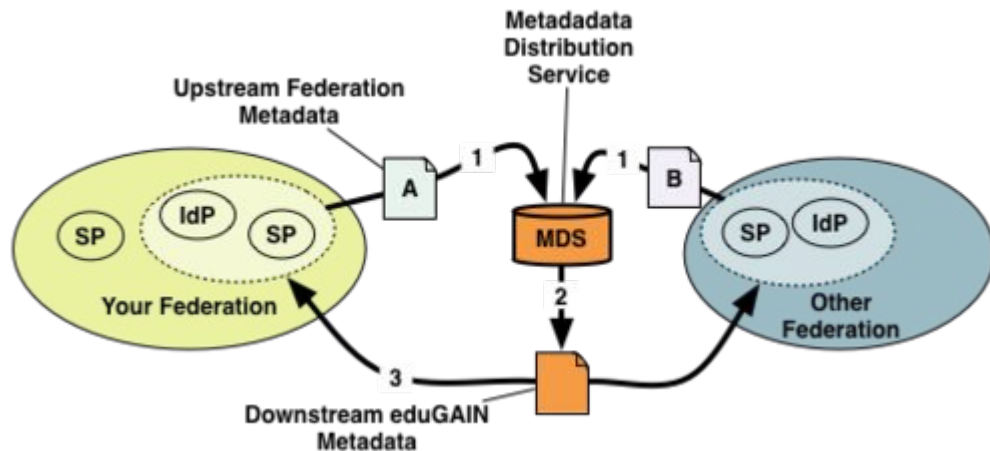 Metadadata
Distribution
Service
Upstream Federation
Metadata
1
1
A
B
IdP
SP
SP
MDS
SP
IdP
Your Federation
2
Other
Federation
3
Downstream eduGAIN
Metadata